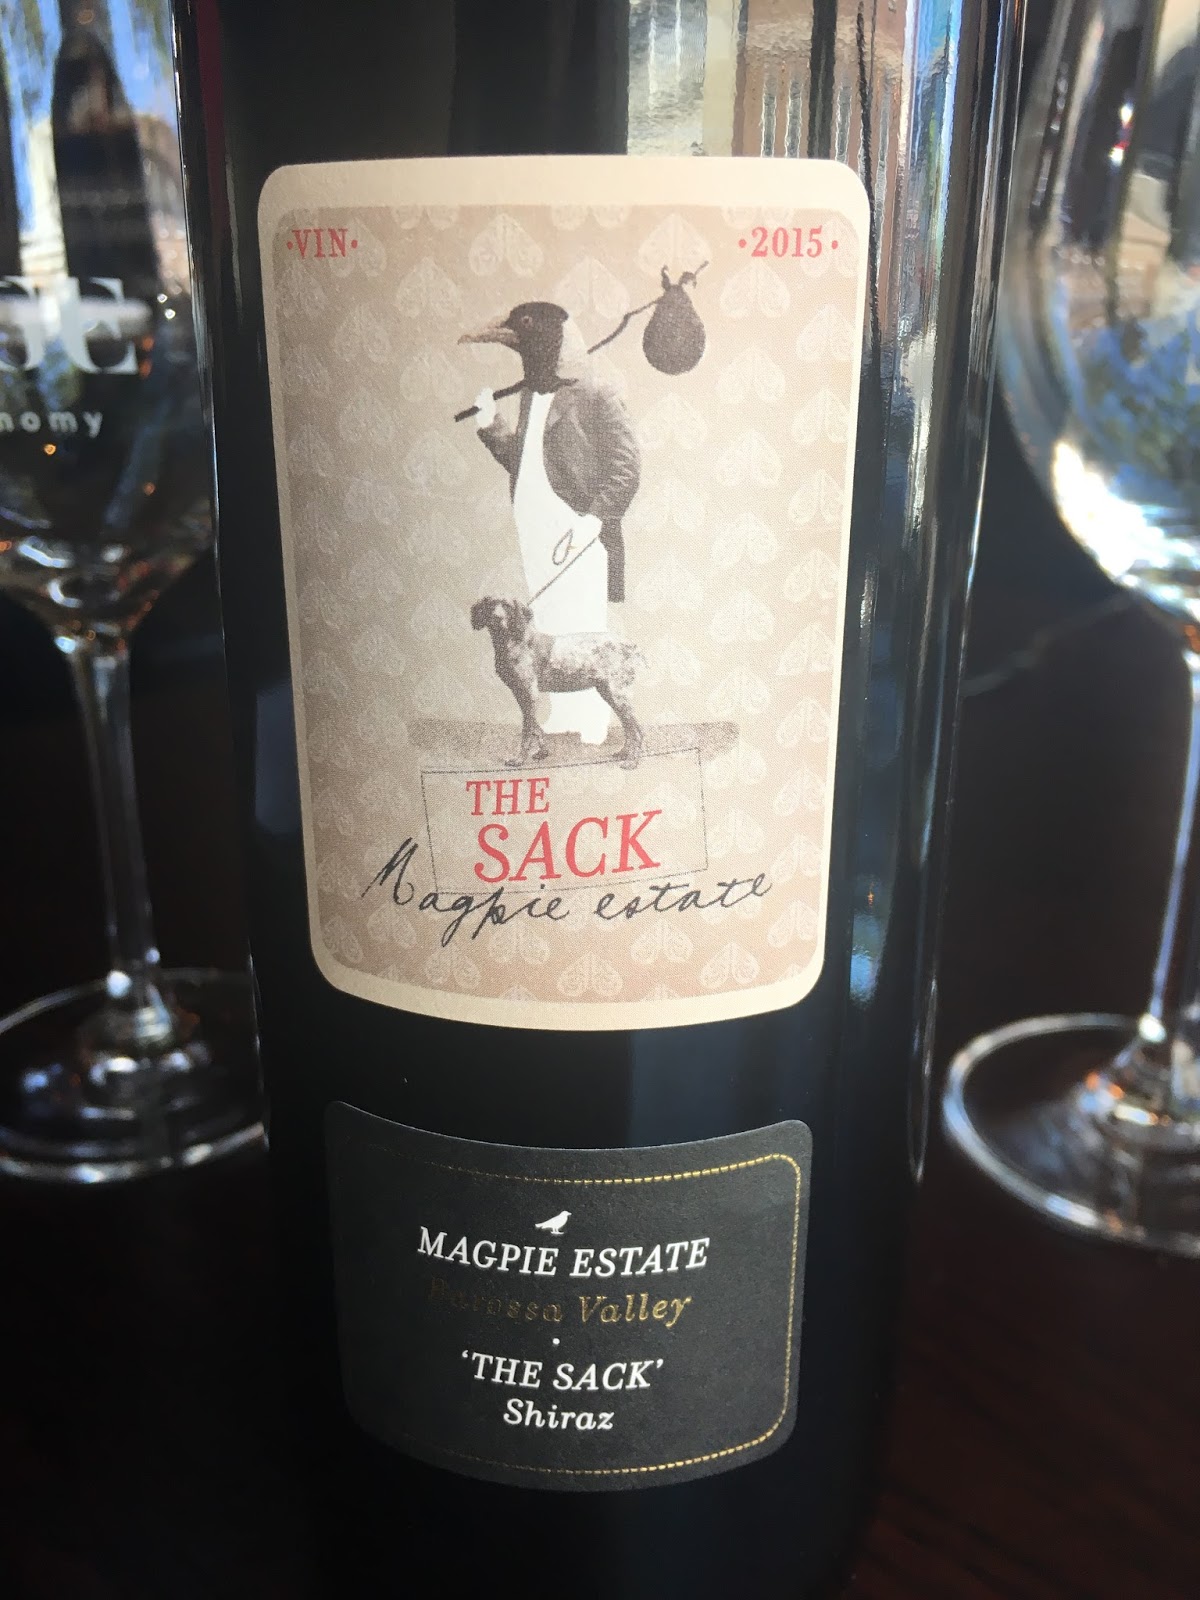 ·VIN· ·2015·
THE
SACK
Magpie estate
MAGPIE ESTATE
Barossa Valley
·
‘THE SACK’
Shiraz
nomy